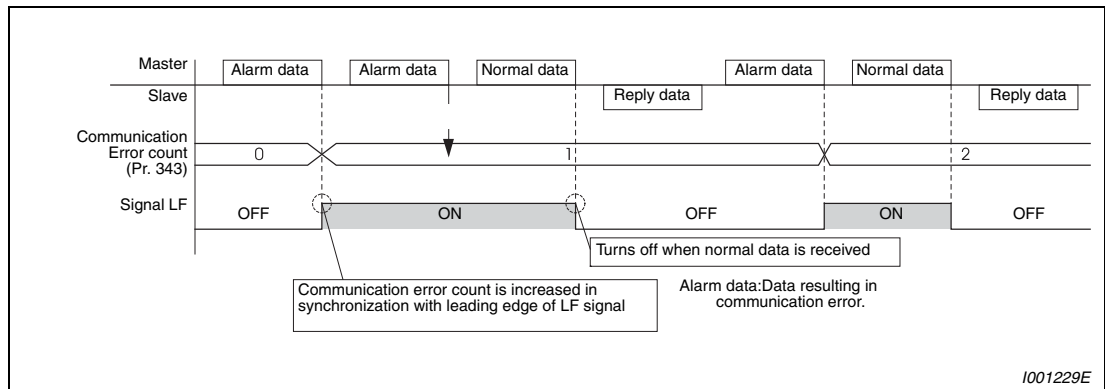 Master
Alarm data
Alarm data
Normal data
Alarm data
Normal data
Slave
Reply data
Reply data
Communication
Error count
(Pr. 343)
0
1
2
Signal LF
OFF
ON
OFF
ON
OFF
Turns off when normal data is received
Communication error count is increased in
synchronization with leading edge of LF signal
Alarm data:Data resulting in
communication error.
I001229E